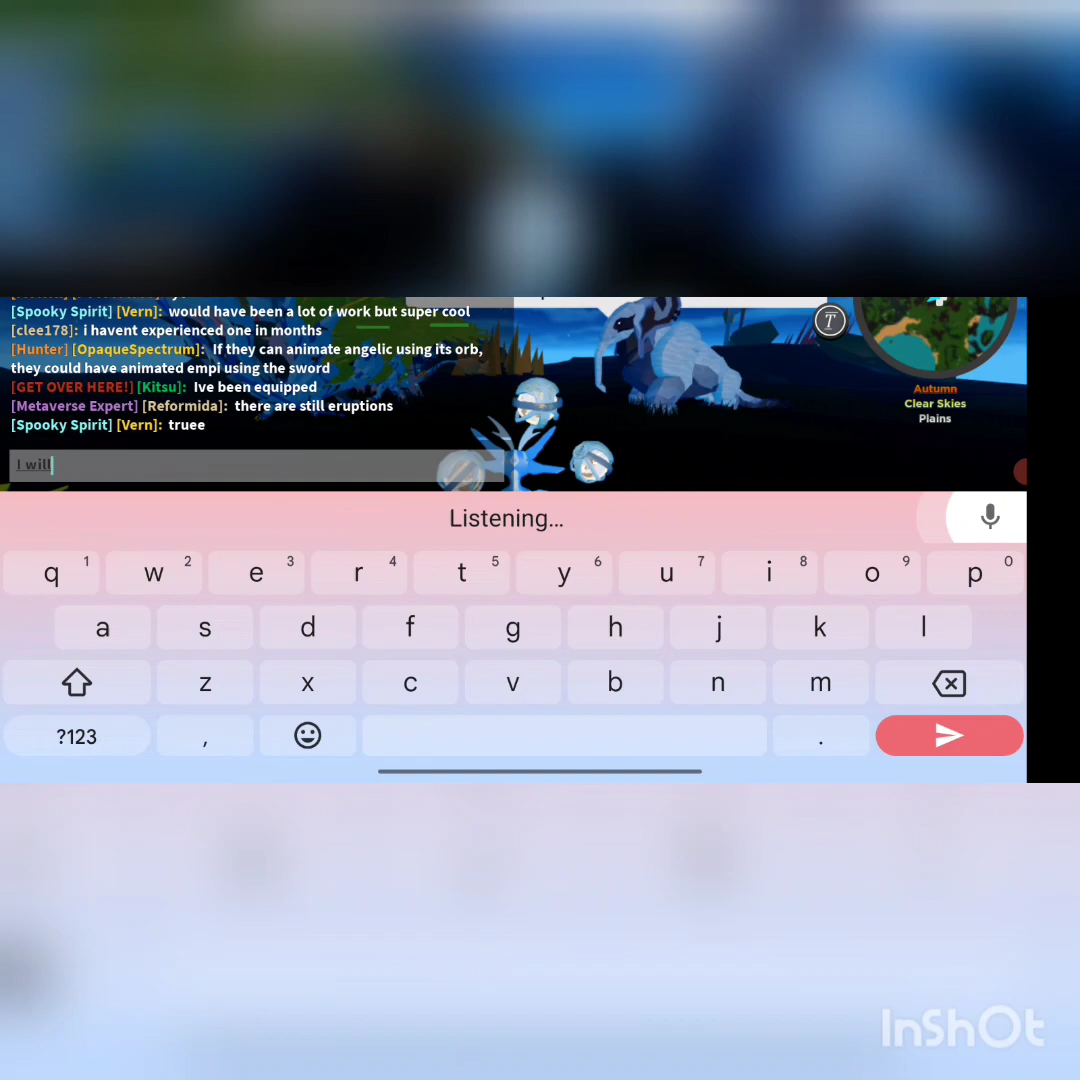 [Spooky Spirit] [Vern]: would have been a lot of work but super cool
[clee178]: i havent experienced one in months
[Hunter] [OpaqueSpectrum]: If they can animate angelic using its orb,
they could have animated empi using the sword
[GET OVER HERE!] [Kitsu]: Ive been equipped
[Metaverse Expert] [Reformida]: there are still eruptions
[Spooky Spirit] [Vern]: truee
I will
T
Autumn
Clear Skies
Plains
Listening...
q 1 w 2 e 3 r 4 t 5 y 6 u 7 i 8 o 9 p 0
a s d f g h j k l
z x c v b n m
?123 , .
InShOt